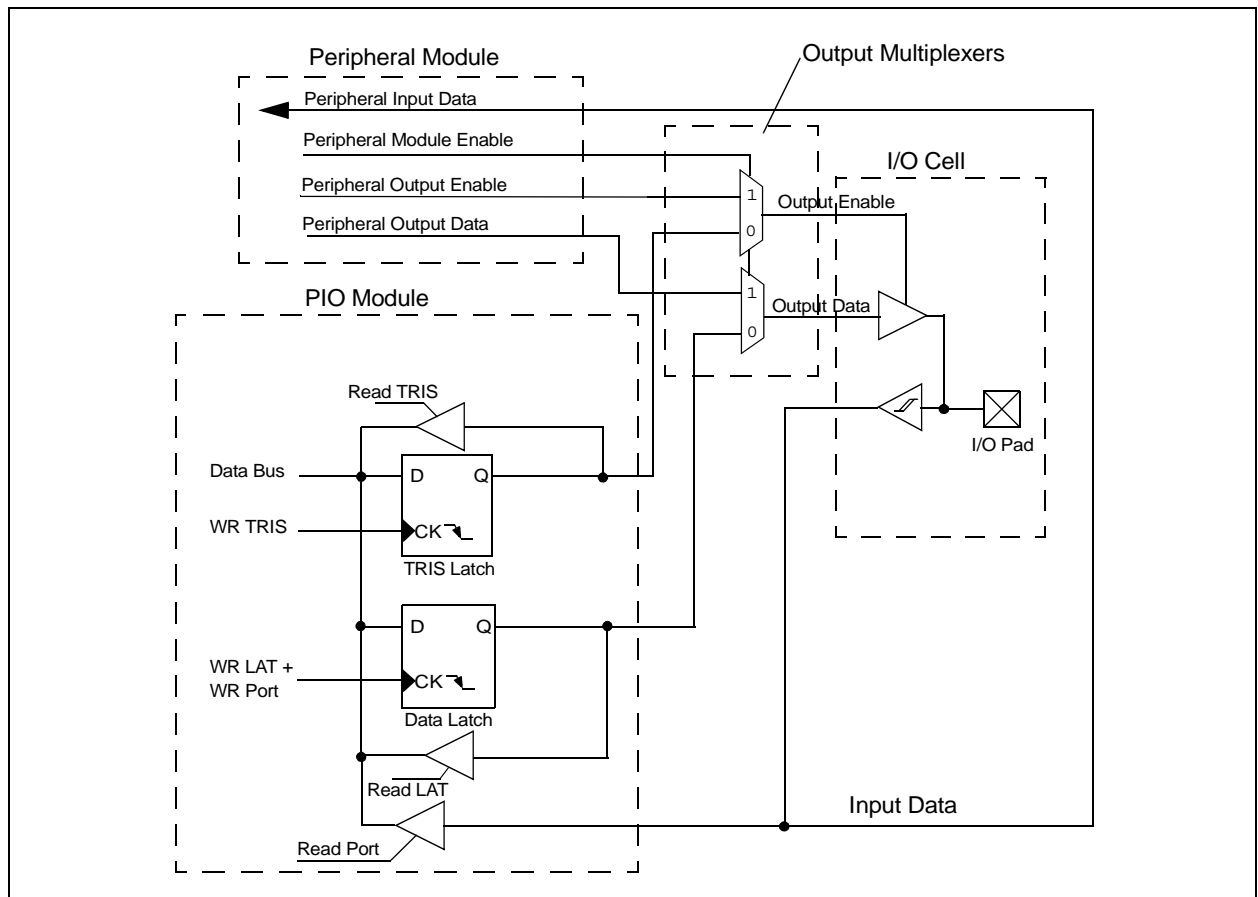 Peripheral Module
Output Multiplexers
Peripheral Input Data
Peripheral Module Enable
I/O Cell
Peripheral Output Enable
1
Output Enable
Peripheral Output Data
0
PIO Module
1
Output Data
0
Read TRIS
I/O Pad
Data Bus
D
Q
WR TRIS
CK
TRIS Latch
D
Q
WR LAT +
WR Port
CK
Data Latch
Read LAT
Input Data
Read Port